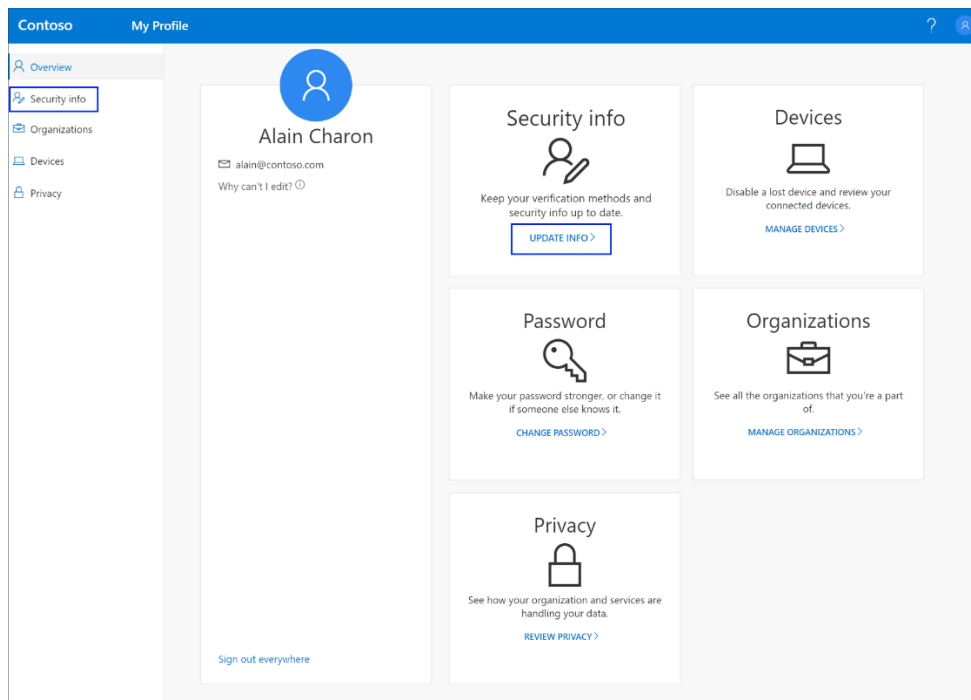 Contoso
My Profile
?
Overview
Security info
Organizations
Devices
Privacy
Alain Charon
alain@contoso.com
Why can't I edit?
Sign out everywhere
Security info
Keep your verification methods and
security info up to date.
UPDATE INFO
Devices
Disable a lost device and review your
connected devices.
MANAGE DEVICES
Password
Make your password stronger, or change it
if someone else knows it.
CHANGE PASSWORD
Organizations
See all the organizations that you're a part
of.
MANAGE ORGANIZATIONS
Privacy
See how your organization and services are
handling your data.
REVIEW PRIVACY